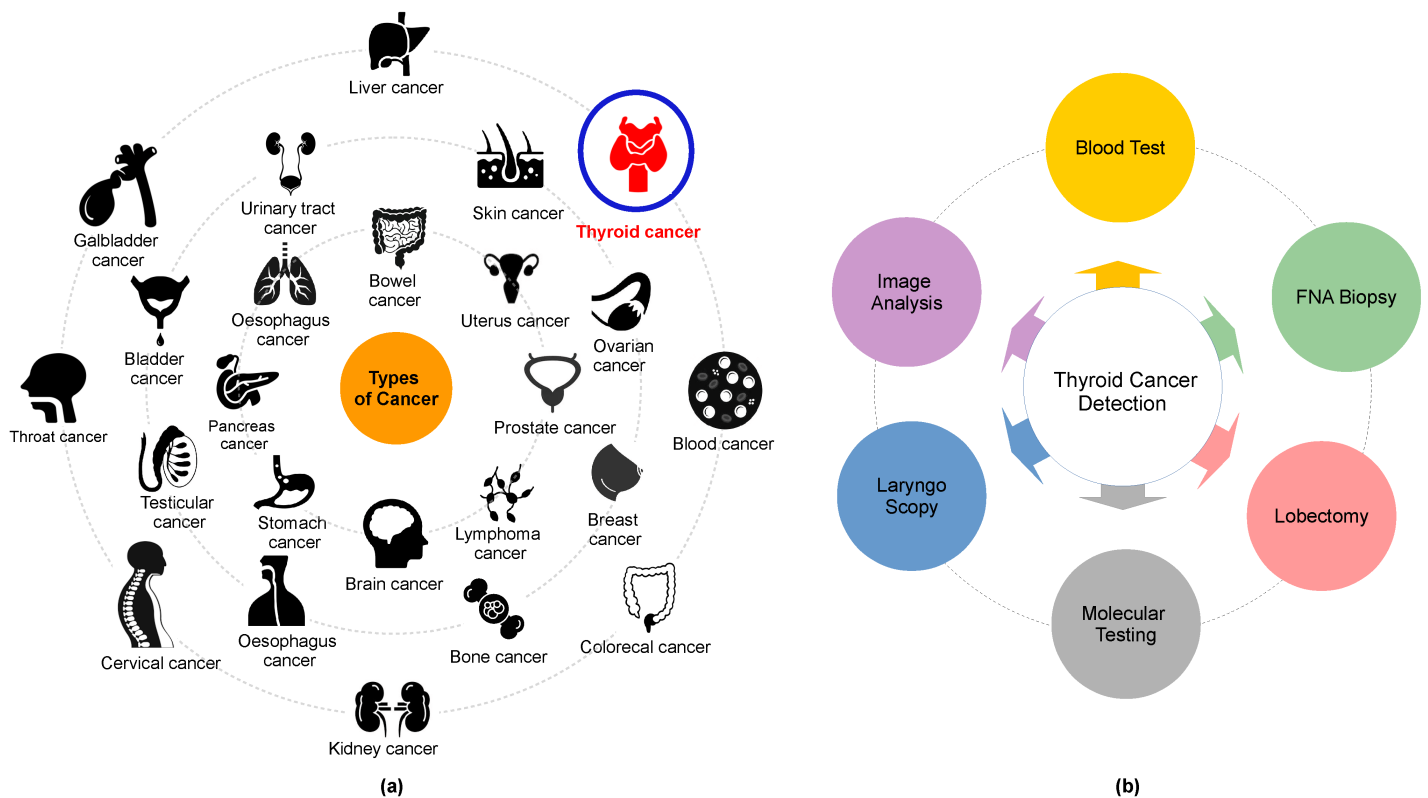 Liver cancer
Thyroid cancer
Urinary tract
cancer
Skin cancer
Galbladder
cancer
Bowel
cancer
Oesophagus
cancer
Uterus cancer
Ovarian
cancer
Bladder
cancer
Types
of Cancer
Throat cancer
Pancreas
cancer
Prostate cancer
Blood cancer
Testicular
cancer
Stomach
cancer
Lymphoma
cancer
Breast
cancer
Brain cancer
Cervical cancer
Oesophagus
cancer
Bone cancer
Colorecal cancer
Kidney cancer
(a)
Blood Test
Image
Analysis
FNA Biopsy
Thyroid Cancer
Detection
Laryngo
Scopy
Lobectomy
Molecular
Testing
(b)